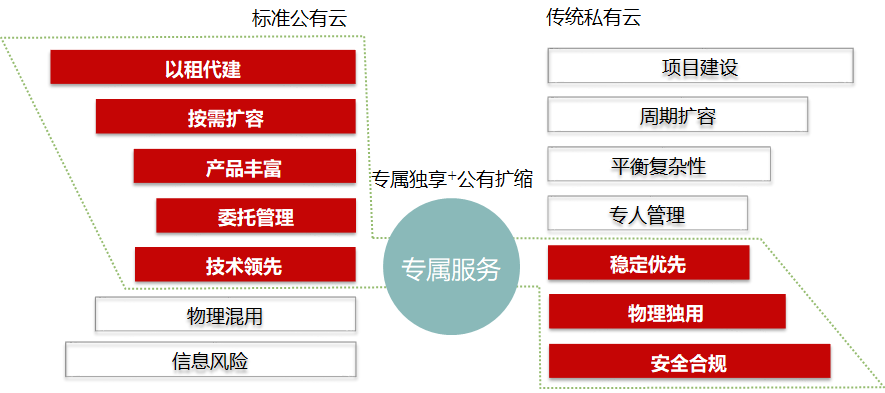 标准公有云
以租代建
按需扩容
产品丰富
委托管理
技术领先
物理混用
信息风险
专属独享+公有扩缩
专属服务
传统私有云
项目建设
周期扩容
平衡复杂性
专人管理
稳定优先
物理独用
安全合规